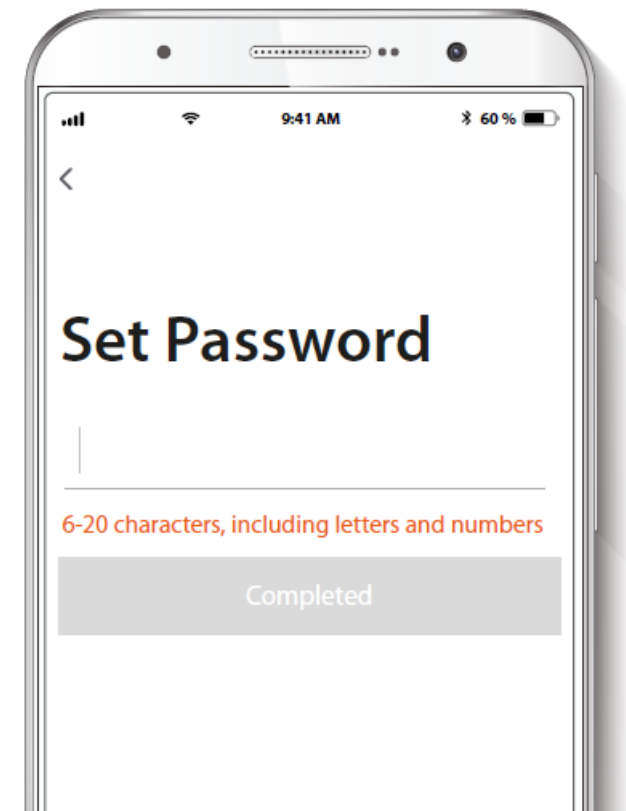 9:41 AM
60 %
Set Password
6-20 characters, including letters and numbers
Completed